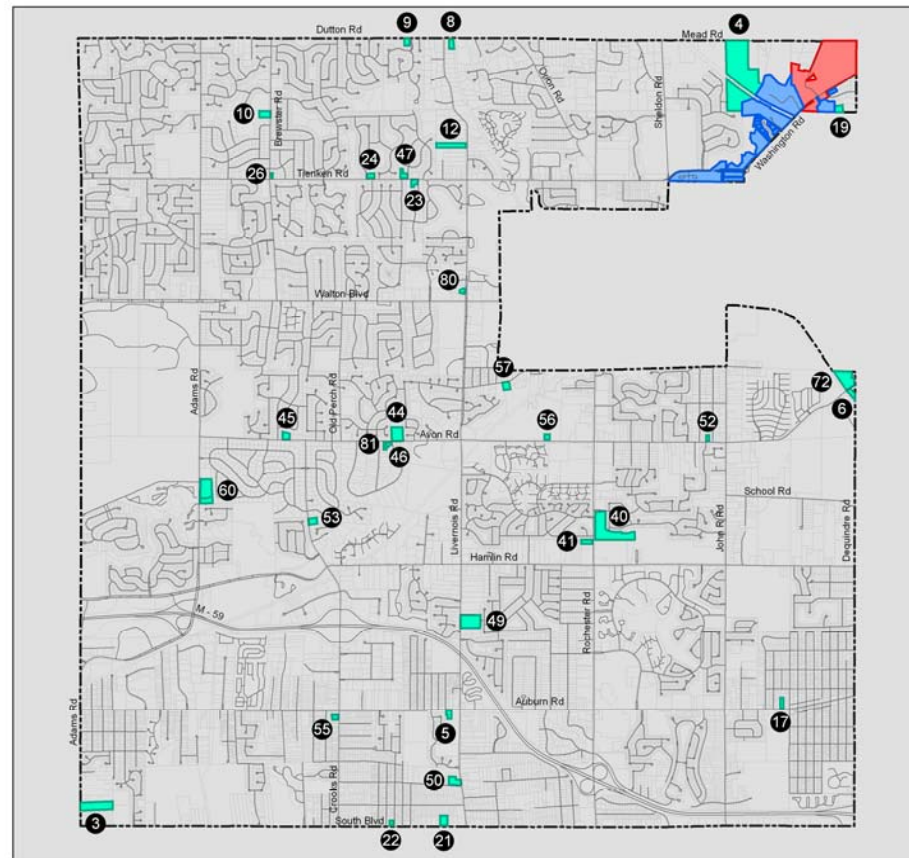 9
8
4
Dutton Rd
Mead Rd
Orion Rd
Sheldon Rd
10
Brewster Rd
12
19
Washington Rd
26
Tienken Rd
24
47
23
80
Walton Blvd
57
72
6
Adams Rd
Old Perch Rd
45
44
81
46
Avon Rd
56
52
60
53
School Rd
40
41
Livernois Rd
John R Rd
Dequindre Rd
Hamlin Rd
M - 59
49
Rochester Rd
Auburn Rd
17
Adams Rd
55
5
50
Crooks Rd
3
South Blvd
22
21